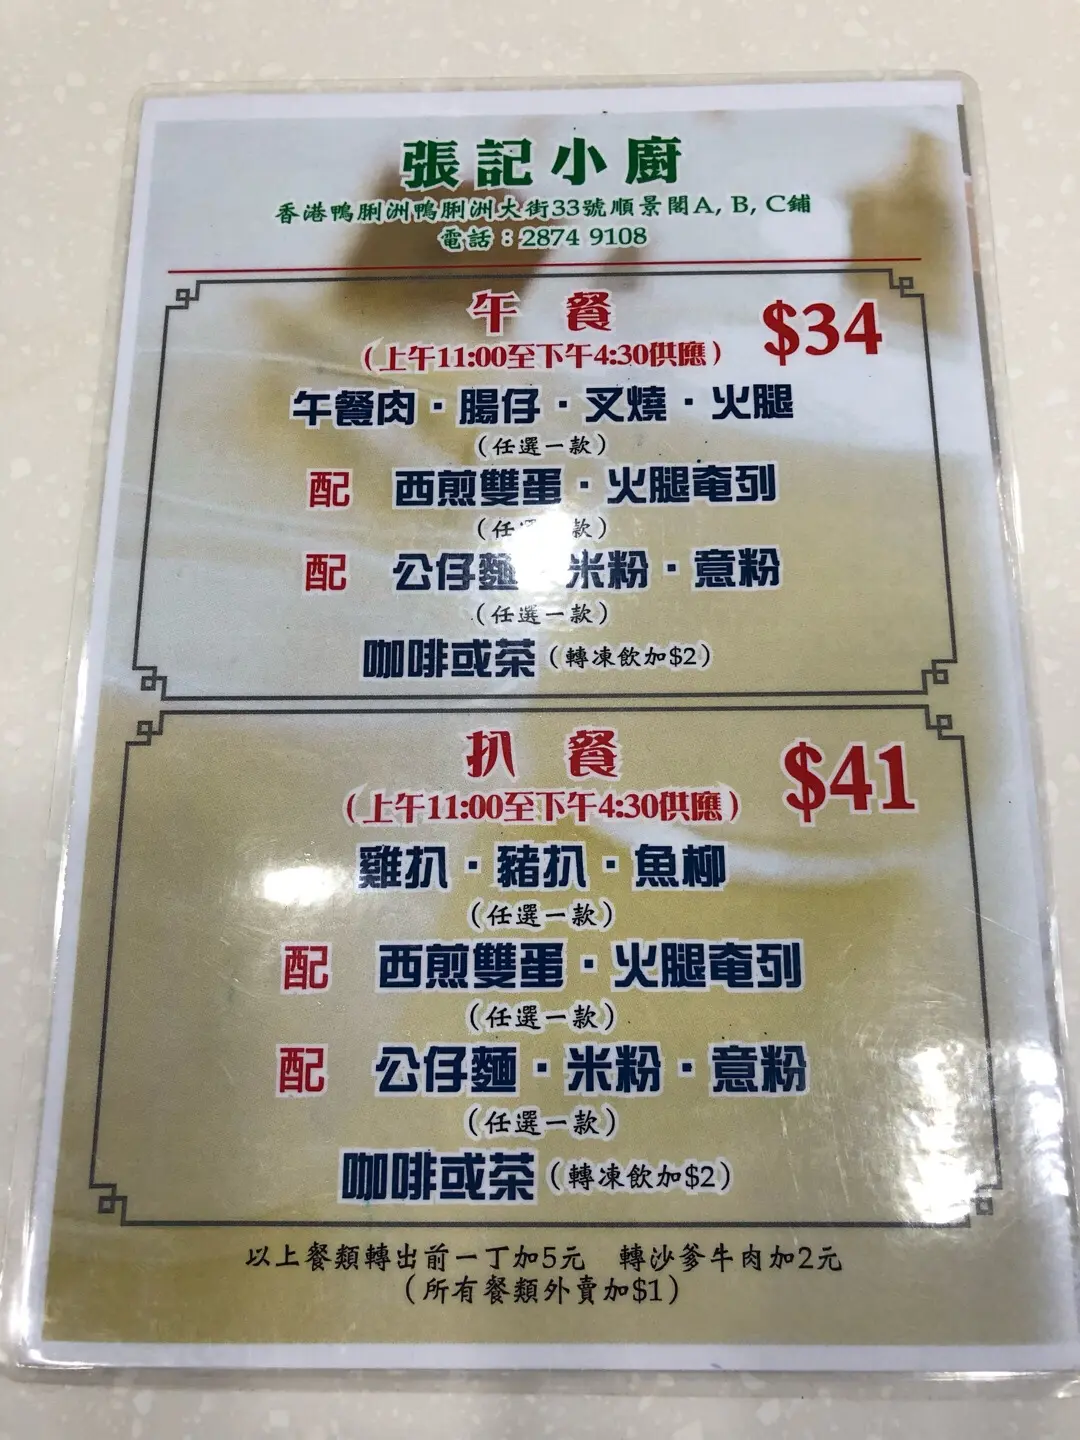 張記小廚
香港鴨脷洲鴨脷洲大街33號順景閣A, B, C鋪
電話：2874 9108
午餐 $34
（上午11:00至下午4:30供應）
午餐肉・腸仔・叉燒・火腿
（任選一款）
配 西煎雙蛋・火腿奄列
（任 款）
配 公仔麵 米粉・意粉
（任選一款）
咖啡或茶（轉凍飲加$2）
扒餐 $41
（上午11:00至下午4:30供應）
雞扒・豬扒・魚柳
（任選一款）
配 西煎雙蛋・火腿奄列
（任選一款）
配 公仔麵・米粉・意粉
（任選一款）
咖啡或茶（轉凍飲加$2）
以上餐類轉出前一丁加5元 轉沙爹牛肉加2元
（所有餐類外賣加$1）